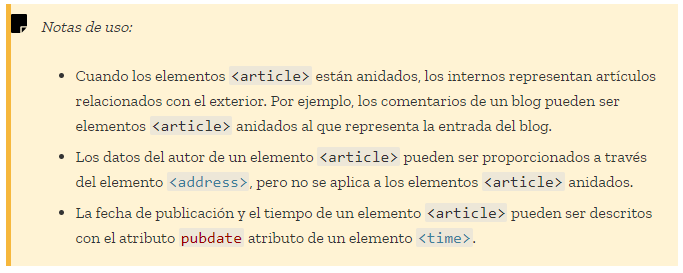 Notas de uso:
Cuando los elementos <article> están anidados, los internos representan artículos
relacionados con el exterior. Por ejemplo, los comentarios de un blog pueden ser
elementos <article> anidados al que representa la entrada del blog.
Los datos del autor de un elemento <article> pueden ser proporcionados a través
del elemento <address>, pero no se aplica a los elementos <article> anidados.
La fecha de publicación y el tiempo de un elemento <article> pueden ser descritos
con el atributo pubdate atributo de un elemento <time>.